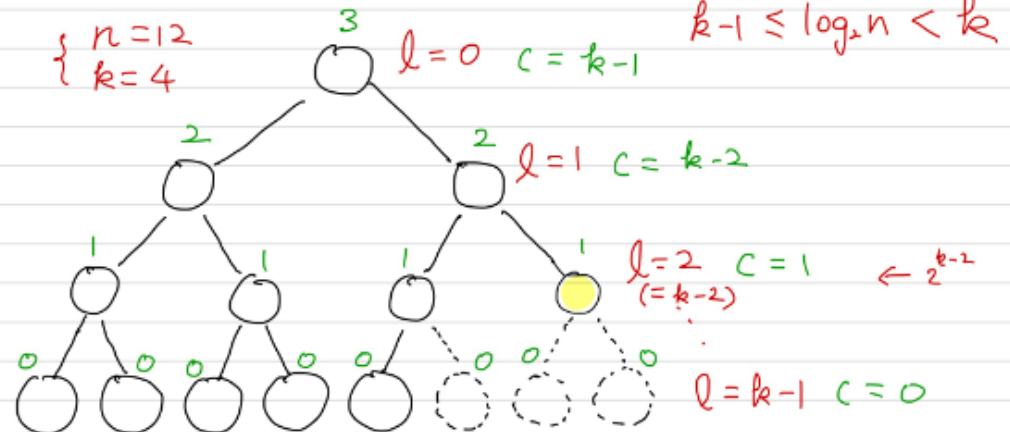 { n = 12
k = 4
3
l = 0 c = k-1
k-1 ≤ log₂n < k
2 2
l = 1 c = k-2
1 1 1 1
l = 2 c = 1 ← 2^{k-2}
(= k-2)
0 0 0 0 0 0 0 0
l = k-1 c = 0